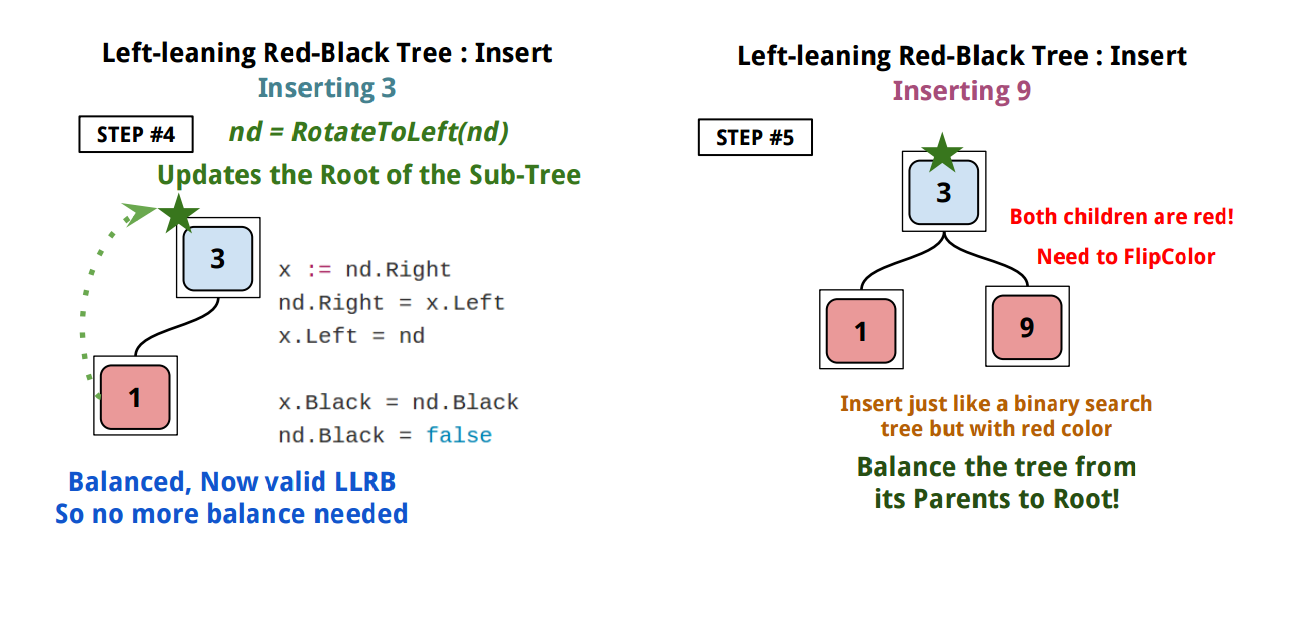 Left-leaning Red-Black Tree : Insert
Inserting 3
STEP #4
nd = RotateToLeft(nd)
Updates the Root of the Sub-Tree
3
x := nd.Right
nd.Right = x.Left
x.Left = nd
1
x.Black = nd.Black
nd.Black = false
Balanced, Now valid LLRB
So no more balance needed
Left-leaning Red-Black Tree : Insert
Inserting 9
STEP #5
3
Both children are red!
Need to FlipColor
1
9
Insert just like a binary search
tree but with red color
Balance the tree from
its Parents to Root!